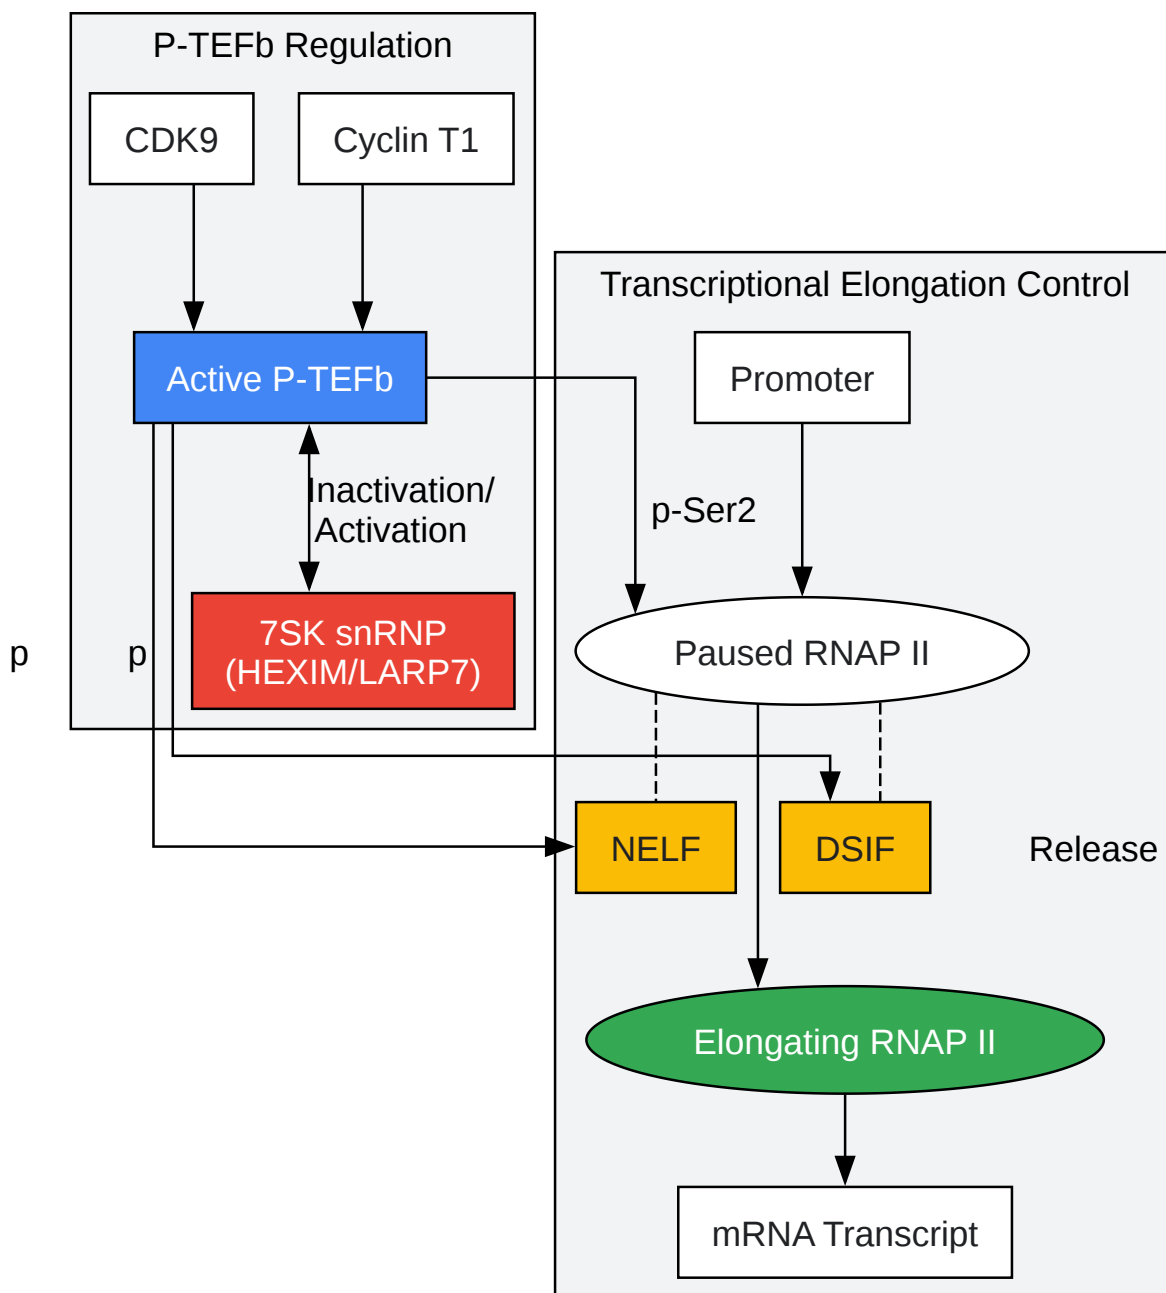 P-TEFb Regulation
CDK9
Cyclin T1
Active P-TEFb
Inactivation/
Activation
7SK snRNP
(HEXIM/LARP7)
p
p
Transcriptional Elongation Control
Promoter
p-Ser2
Paused RNAP II
NELF
DSIF
Release
Elongating RNAP II
mRNA Transcript